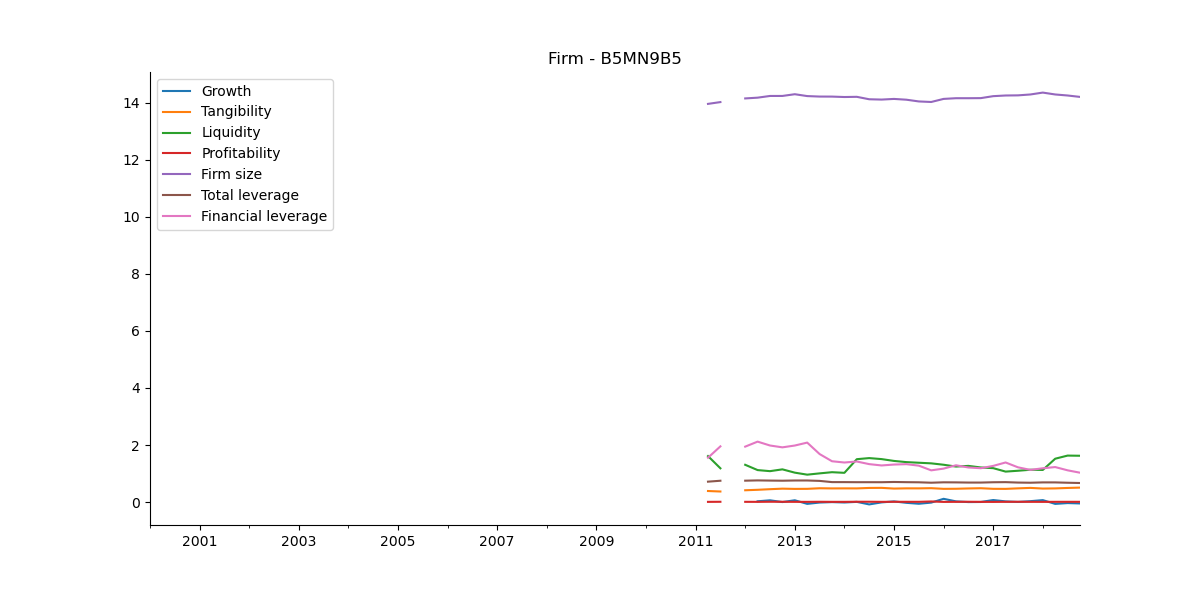 Firm - B5MN9B5
Growth
Tangibility
Liquidity
Profitability
Firm size
Total leverage
Financial leverage
14
12
10
8
6
4
2
0
2001 2003 2005 2007 2009 2011 2013 2015 2017